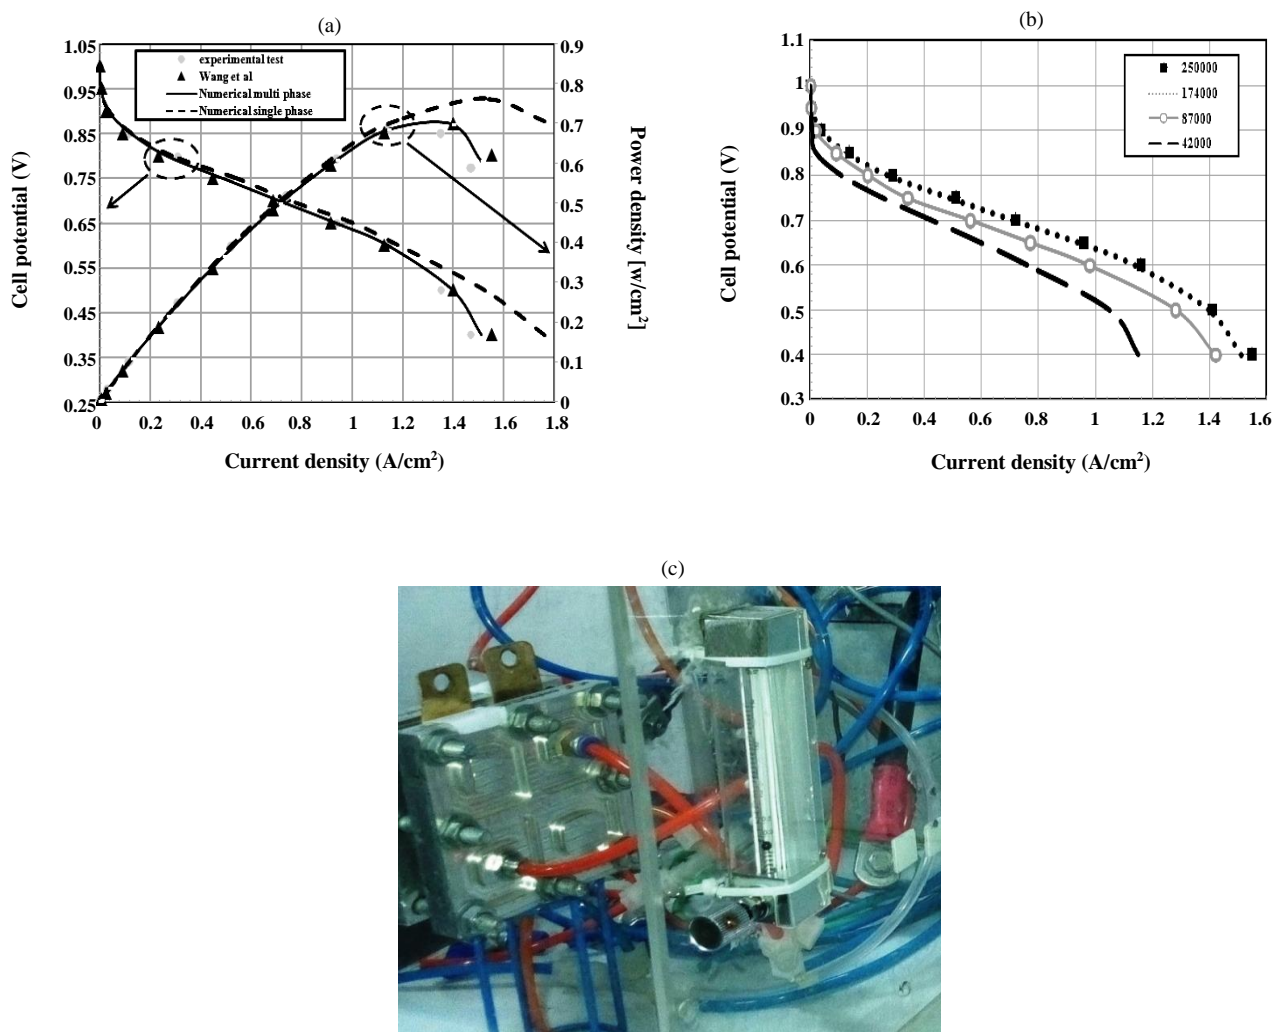 (a)
1.05
0.95
0.85
0.75
0.65
0.55
0.45
0.35
0.25
Cell potential (V)
experimental test
Wang et al
Numerical multi phase
Numerical single phase
0.9
0.8
0.7
0.6
0.5
0.4
0.3
0.2
0.1
0
Power density [w/cm²]
0 0.2 0.4 0.6 0.8 1 1.2 1.4 1.6 1.8
Current density (A/cm²)
(b)
1.1
1
0.9
0.8
0.7
0.6
0.5
0.4
0.3
Cell potential (V)
250000
174000
87000
42000
0 0.2 0.4 0.6 0.8 1 1.2 1.4 1.6
Current density (A/cm²)
(c)